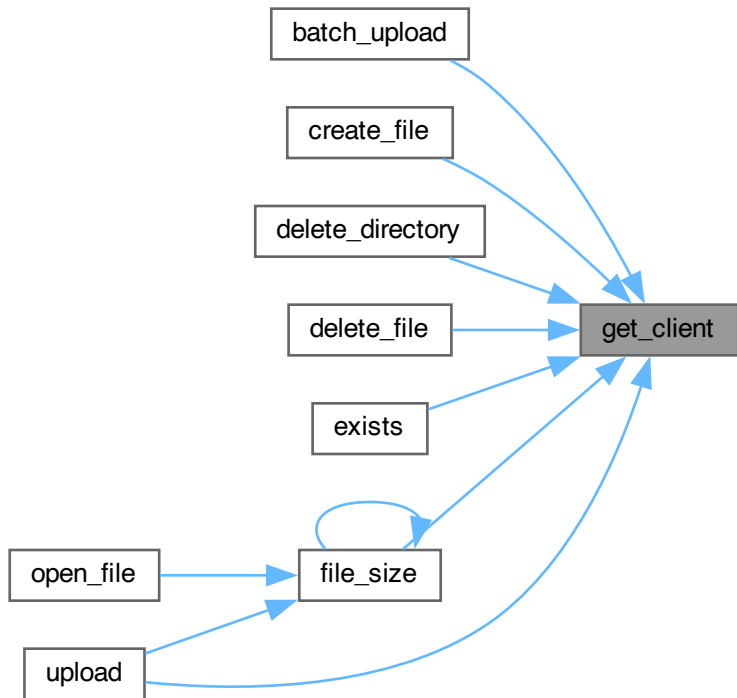 batch_upload
create_file
delete_directory
delete_file
get_client
exists
open_file
file_size
upload